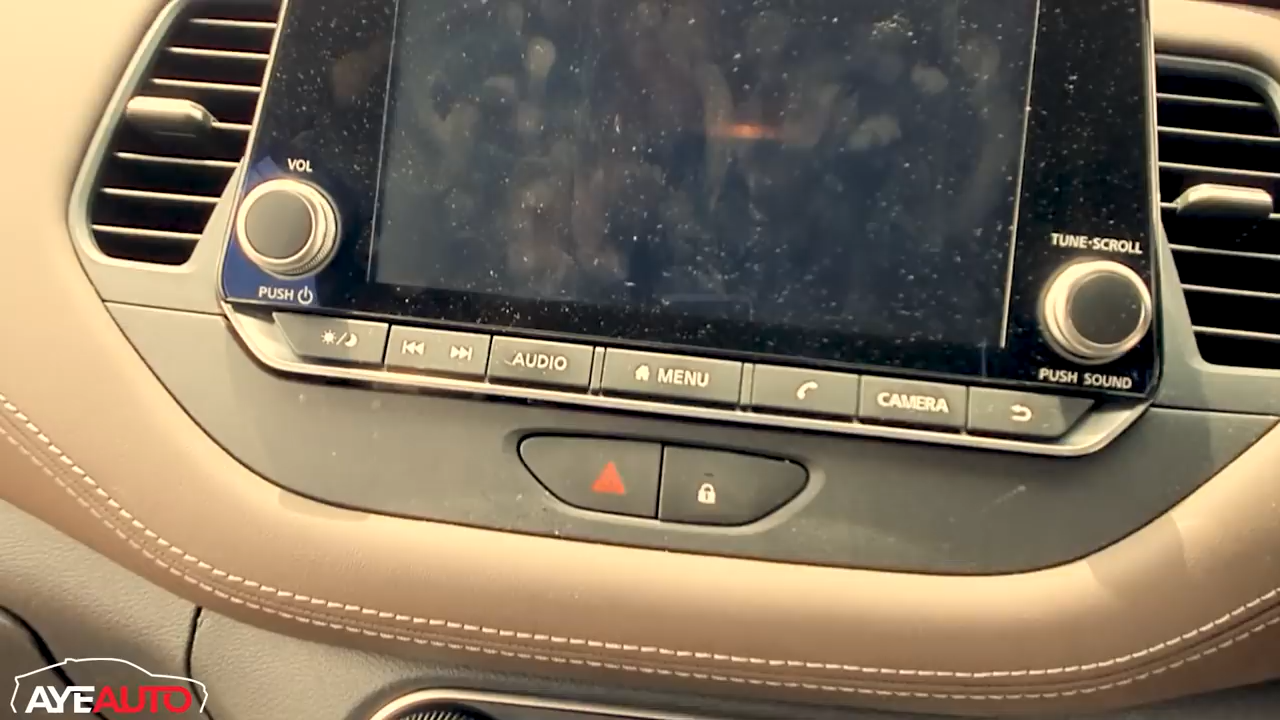 VOL
PUSH
TUNE·SCROLL
PUSH SOUND
AUDIO
MENU
CAMERA
AYEAUTO